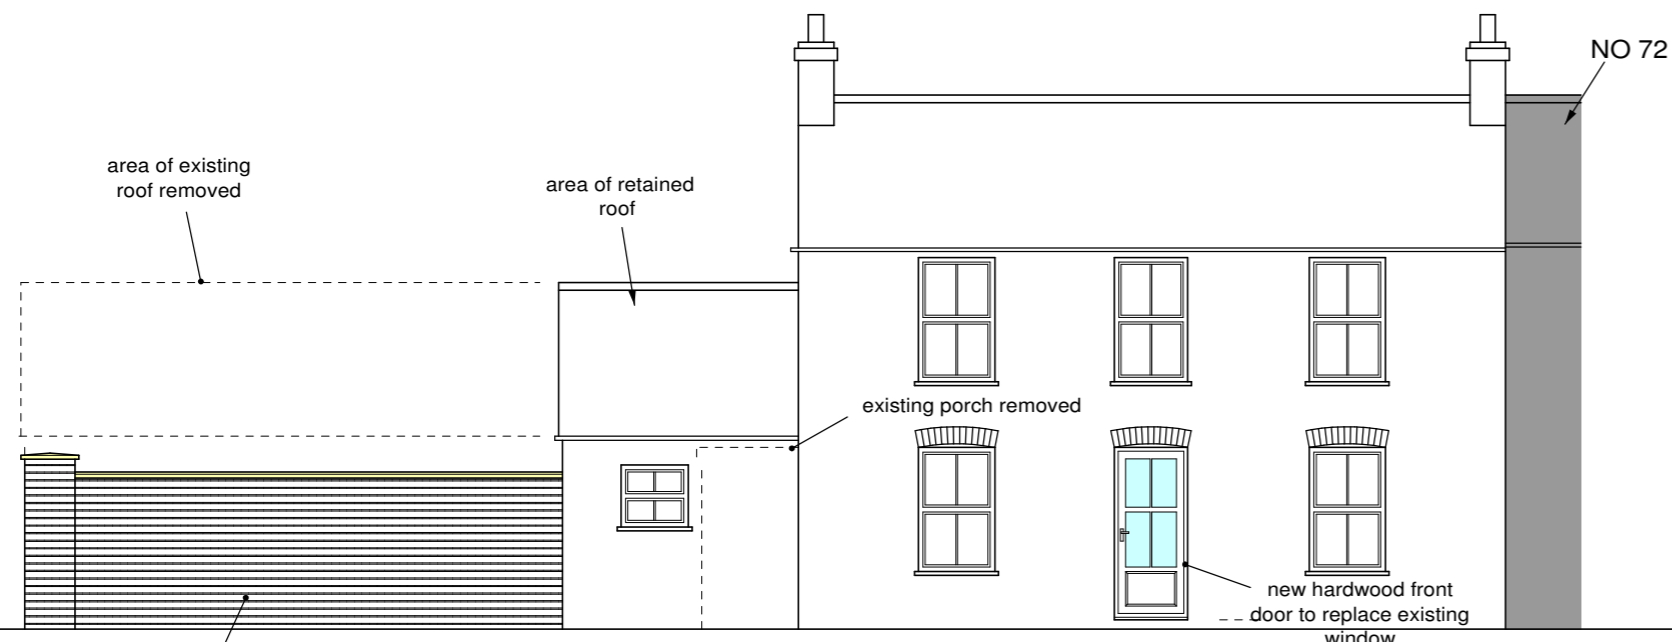 NO 72
area of existing
roof removed
area of retained
roof
existing porch removed
new hardwood front
door to replace existing
window